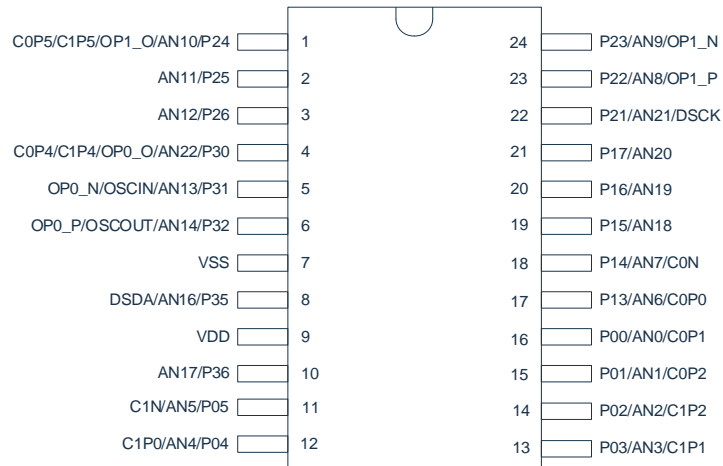 C0P5/C1P5/OP1_O/AN10/P24 1 24 P23/AN9/OP1_N
AN11/P25 2 23 P22/AN8/OP1_P
AN12/P26 3 22 P21/AN21/DSCK
C0P4/C1P4/OP0_O/AN22/P30 4 21 P17/AN20
OP0_N/OSCIN/AN13/P31 5 20 P16/AN19
OP0_P/OSCOUT/AN14/P32 6 19 P15/AN18
VSS 7 18 P14/AN7/C0N
DSDA/AN16/P35 8 17 P13/AN6/C0P0
VDD 9 16 P00/AN0/C0P1
AN17/P36 10 15 P01/AN1/C0P2
C1N/AN5/P05 11 14 P02/AN2/C1P2
C1P0/AN4/P04 12 13 P03/AN3/C1P1